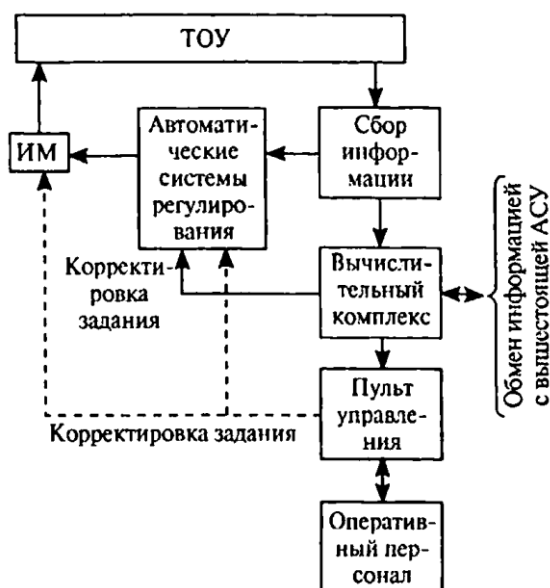 ТОУ
ИМ
Автомати-
ческие
системы
регулиро-
вания
Сбор
инфор-
мации
Корректи-
ровка
задания
Вычисли-
тельный
комплекс
Обмен информацией
с вышестоящей АСУ
Пульт
управле-
ния
Корректировка задания
Оператив-
ный пер-
сонал